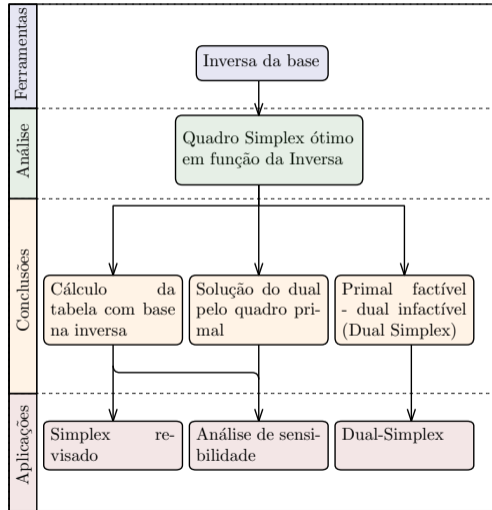 Ferramentas
Inversa da base
Análise
Quadro Simplex ótimo
em função da Inversa
Conclusões
Cálculo da
tabela com base
na inversa
Solução do dual
pelo quadro pri-
mal
Primal factível
- dual infactível
(Dual Simplex)
Aplicações
Simplex re-
visado
Análise de sensi-
bilidade
Dual-Simplex